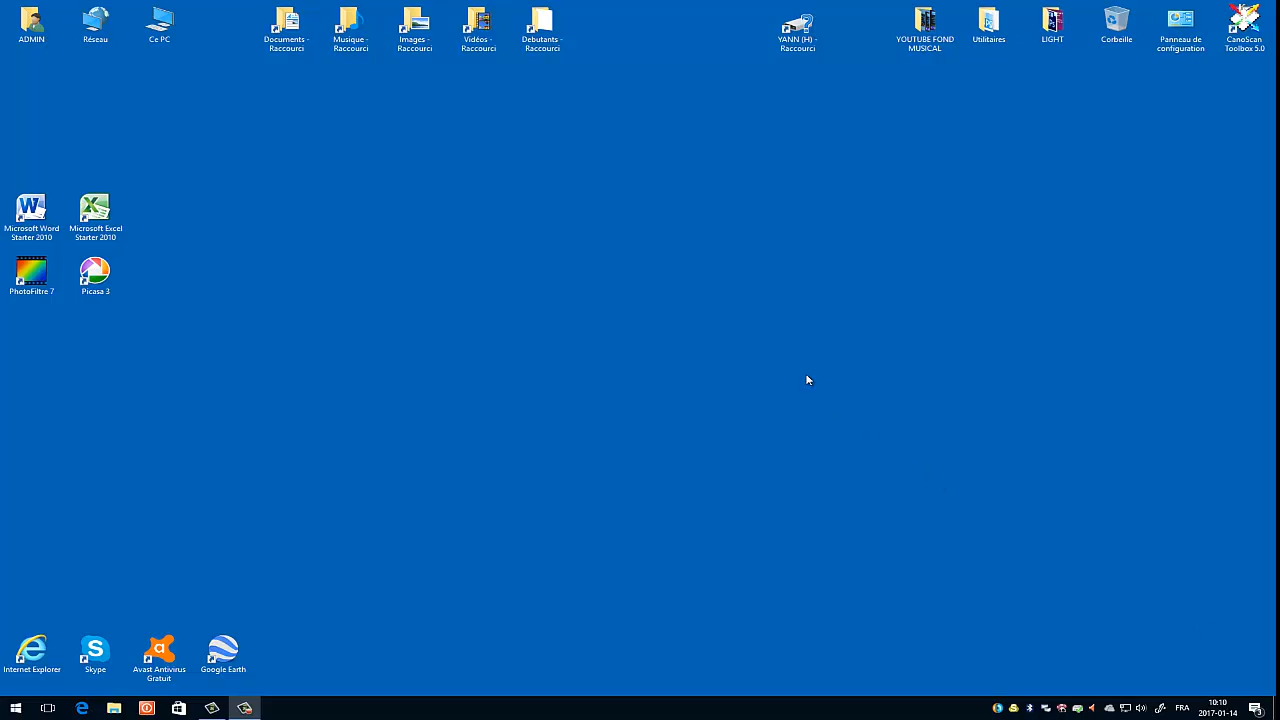 ADMIN
Réseau
Ce PC
Documents -
Raccourci
Musique -
Raccourci
Images -
Raccourci
Vidéos -
Raccourci
Debutants -
Raccourci
YANN (H) -
Raccourci
YOUTUBE FOND
MUSICAL
Utilitaires
LIGHT
Corbeille
Panneau de
configuration
CanoScan
Toolbox 5.0
Microsoft Word
Starter 2010
Microsoft Excel
Starter 2010
PhotoFiltre 7
Picasa 3
Internet Explorer
Skype
Avast Antivirus
Gratuit
Google Earth
FRA
10:10
2017-01-14
3